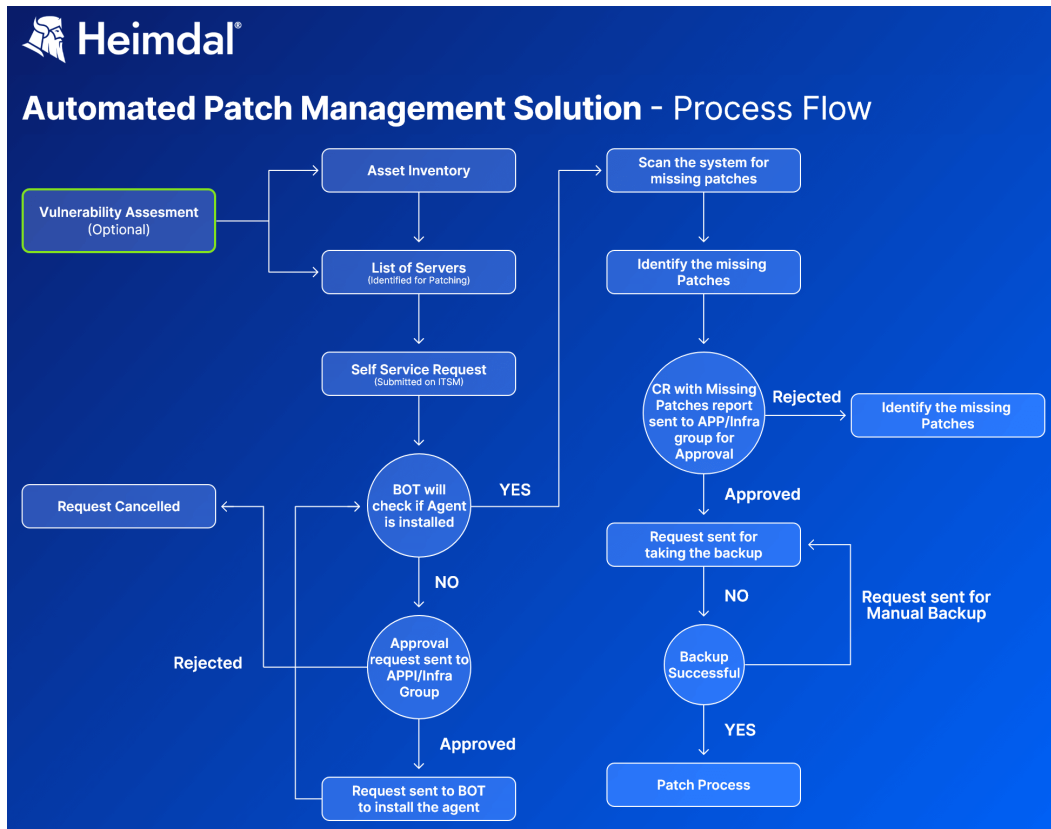 Heimdal®
Automated Patch Management Solution - Process Flow
Vulnerability Assesment
(Optional)
Asset Inventory
List of Servers
(Identified for Patching)
Self Service Request
(Submitted on ITSM)
BOT will
check if Agent
is installed
YES
NO
Request Cancelled
Rejected
Approval
request sent to
APPI/Infra
Group
Approved
Request sent to BOT
to install the agent
Scan the system for
missing patches
Identify the missing
Patches
CR with Missing
Patches report
sent to APP/Infra
group for
Approval
Rejected
Identify the missing
Patches
Approved
Request sent for
taking the backup
NO
Request sent for
Manual Backup
Backup
Successful
YES
Patch Process